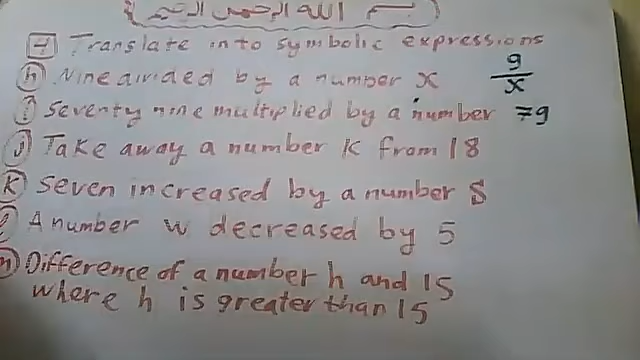 بسم الله الرحمن الرحيم
4 Translate into symbolic expressions
h Nine divided by a number x 9/x
i Seventy nine multiplied by a number 79
j Take away a number K from 18
K Seven increased by a number S
l A number w decreased by 5
m Difference of a number h and 15
where h is greater than 15